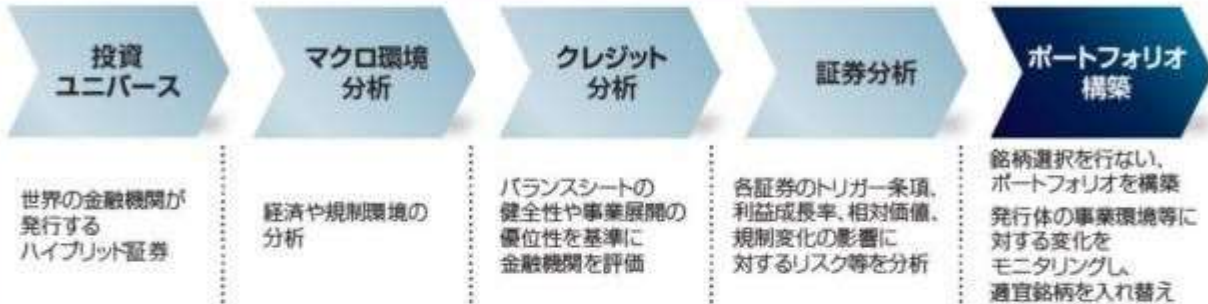 投資
ユニバース
マクロ環境
分析
クレジット
分析
証券分析
ポートフォリオ
構築
世界の金融機関が
発行する
ハイブリッド証券
経済や規制環境の
分析
バランスシートの
健全性や事業展開の
優位性を基準に
金融機関を評価
各証券のトリガー条項、
利益成長率、相対価値、
規制変化の影響に
対するリスク等を分析
銘柄選択を行ない、
ポートフォリオを構築
発行体の事業環境等に
対する変化を
モニタリングし、
適宜銘柄を入れ替え